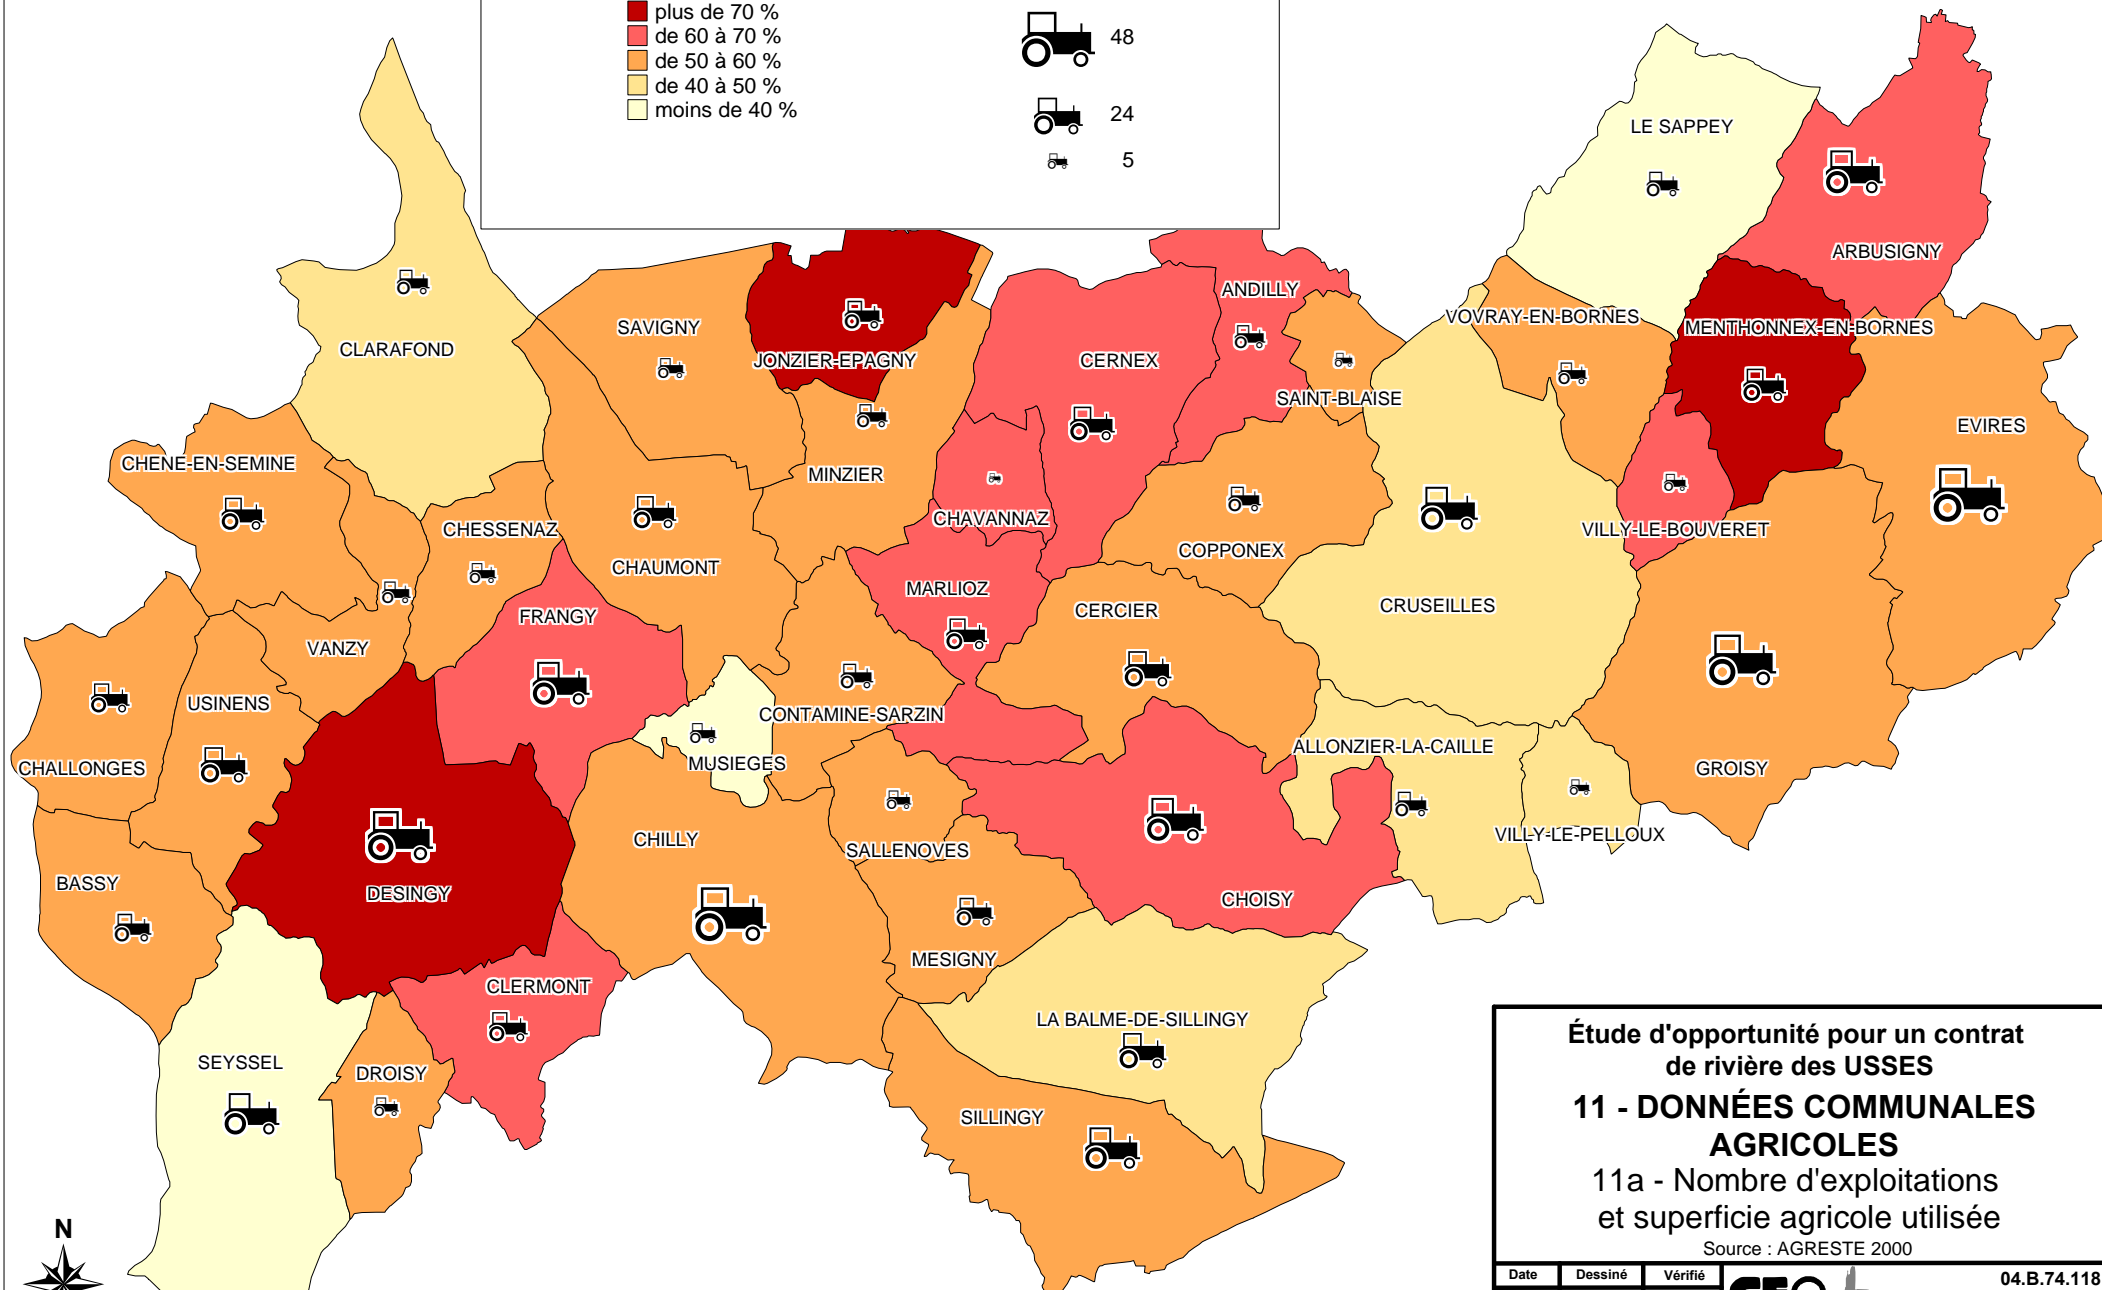 plus de 70 %
de 60 à 70 %
de 50 à 60 %
de 40 à 50 %
moins de 40 %
48
24
5
LE SAPPEY
ARBUSIGNY
ANDILLY
VOVRAY-EN-BORNES
MENTHONNEX-EN-BORNES
SAVIGNY
CLARAFOND
JONZIER-EPAGNY
CERNEX
SAINT-BLAISE
EVIRES
CHENE-EN-SEMINE
MINZIER
CHAVANNAZ
CHESSENAZ
VILLY-LE-BOUVERET
COPPONEX
CHAUMONT
MARLIOZ
CERCIER
CRUSEILLES
FRANGY
VANZY
USINENS
CONTAMINE-SARZIN
ALLONZIER-LA-CAILLE
MUSIEGES
CHALLONGES
GROISY
CHILLY
VILLY-LE-PELLOUX
SALLENOVES
BASSY
DESINGY
CHOISY
MESIGNY
CLERMONT
LA BALME-DE-SILLINGY
SEYSSEL
DROISY
SILLINGY
N
Étude d'opportunité pour un contrat
de rivière des USSES
11 - DONNÉES COMMUNALES
AGRICOLES
11a - Nombre d'exploitations
et superficie agricole utilisée
Source : AGRESTE 2000
Date Dessiné Vérifié
04.B.74.118